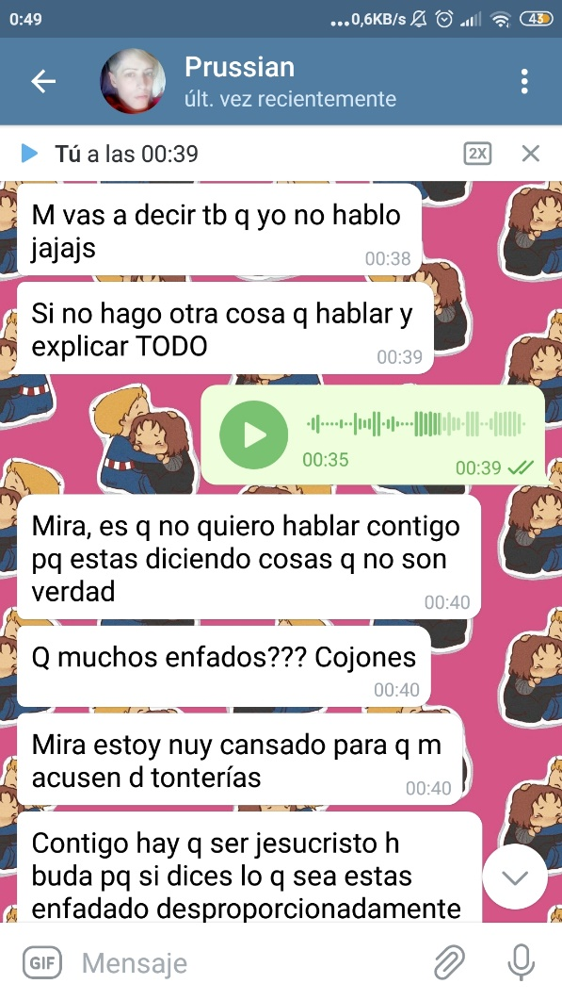 0:49
...0,6KB/s
43
Prussian
últ. vez recientemente
Tú a las 00:39
2X
M vas a decir tb q yo no hablo
jajajs
00:38
Si no hago otra cosa q hablar y
explicar TODO
00:39
00:35
00:39
Mira, es q no quiero hablar contigo
pq estas diciendo cosas q no son
verdad
00:40
Q muchos enfados??? Cojones
00:40
Mira estoy nuy cansado para q m
acusen d tonterías
00:40
Contigo hay q ser jesucristo h
buda pq si dices lo q sea estas
enfadado desproporcionadamente
GIF
Mensaje